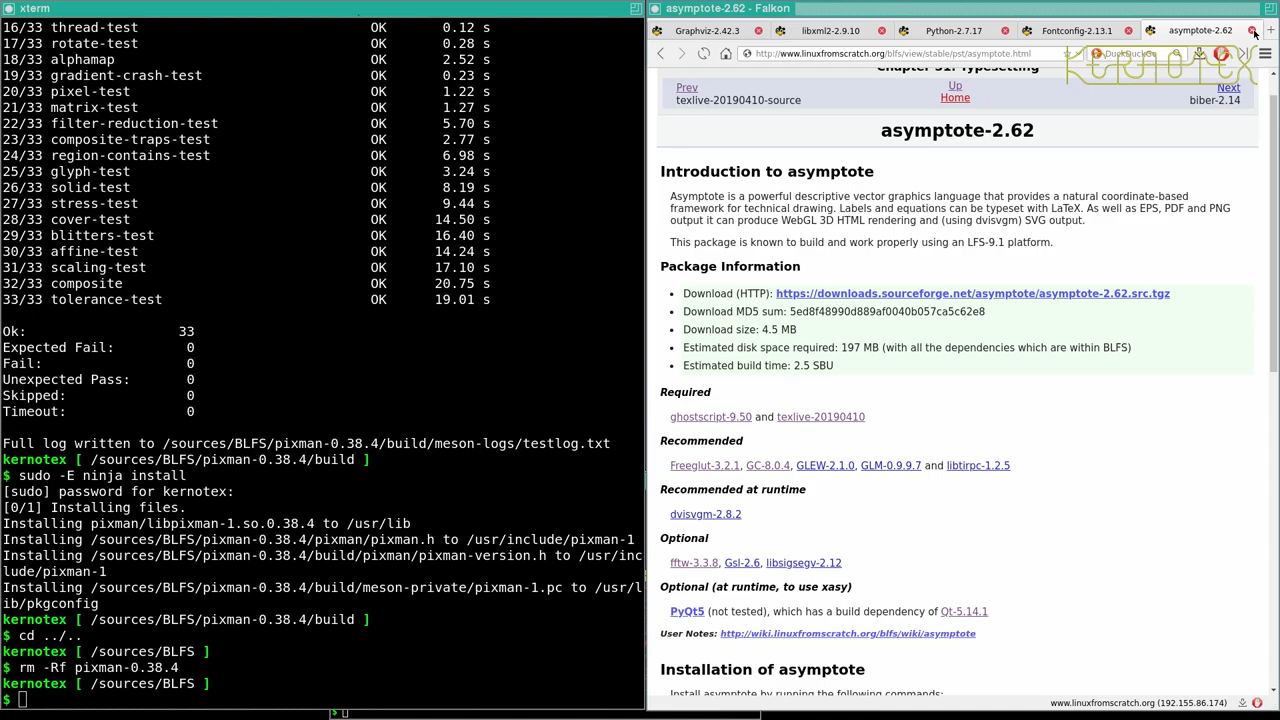 xterm
16/33 thread-test OK 0.12 s
17/33 rotate-test OK 0.28 s
18/33 alphamap OK 2.52 s
19/33 gradient-crash-test OK 0.23 s
20/33 pixel-test OK 1.22 s
21/33 matrix-test OK 1.27 s
22/33 filter-reduction-test OK 5.70 s
23/33 composite-traps-test OK 2.77 s
24/33 region-contains-test OK 6.98 s
25/33 glyph-test OK 3.24 s
26/33 solid-test OK 8.19 s
27/33 stress-test OK 9.44 s
28/33 cover-test OK 14.50 s
29/33 blitters-test OK 16.40 s
30/33 affine-test OK 14.24 s
31/33 scaling-test OK 17.10 s
32/33 composite OK 20.75 s
33/33 tolerance-test OK 19.01 s
Ok: 33
Expected Fail: 0
Fail: 0
Unexpected Pass: 0
Skipped: 0
Timeout: 0
Full log written to /sources/BLFS/pixman-0.38.4/build/meson-logs/testlog.txt
kernotex [ /sources/BLFS/pixman-0.38.4/build ]
$ sudo -E ninja install
[sudo] password for kernotex:
[0/1] Installing files.
Installing pixman/libpixman-1.so.0.38.4 to /usr/lib
Installing /sources/BLFS/pixman-0.38.4/pixman/pixman.h to /usr/include/pixman-1
Installing /sources/BLFS/pixman-0.38.4/build/pixman/pixman-version.h to /usr/inc
lude/pixman-1
Installing /sources/BLFS/pixman-0.38.4/build/meson-private/pixman-1.pc to /usr/l
ib/pkgconfig
kernotex [ /sources/BLFS/pixman-0.38.4/build ]
$ cd ../..
kernotex [ /sources/BLFS ]
$ rm -Rf pixman-0.38.4
kernotex [ /sources/BLFS ]
$
$
asymptote-2.62 - Falkon
Graphviz-2.42.3 libxml2-2.9.10 Python-2.7.17 Fontconfig-2.13.1 asymptote-2.62
http://www.linuxfromscratch.org/blfs/view/stable/pst/asymptote.html DuckDuckGo
KERNOTEX
Chapter 51. Typesetting
Prev Up Next
texlive-20190410-source Home biber-2.14
asymptote-2.62
Introduction to asymptote
Asymptote is a powerful descriptive vector graphics language that provides a natural coordinate-based
framework for technical drawing. Labels and equations can be typeset with LaTeX. As well as EPS, PDF and PNG
output it can produce WebGL 3D HTML rendering and (using dvisvgm) SVG output.
This package is known to build and work properly using an LFS-9.1 platform.
Package Information
• Download (HTTP): https://downloads.sourceforge.net/asymptote/asymptote-2.62.src.tgz
• Download MD5 sum: 5ed8f48990d889af0040b057ca5c62e8
• Download size: 4.5 MB
• Estimated disk space required: 197 MB (with all the dependencies which are within BLFS)
• Estimated build time: 2.5 SBU
Required
ghostscript-9.50 and texlive-20190410
Recommended
Freeglut-3.2.1, GC-8.0.4, GLEW-2.1.0, GLM-0.9.9.7 and libtirpc-1.2.5
Recommended at runtime
dvisvgm-2.8.2
Optional
fftw-3.3.8, Gsl-2.6, libsigsegv-2.12
Optional (at runtime, to use xasy)
PyQt5 (not tested), which has a build dependency of Qt-5.14.1
User Notes: http://wiki.linuxfromscratch.org/blfs/wiki/asymptote
Installation of asymptote
Install asymptote by running the following commands:
www.linuxfromscratch.org (192.155.86.174)